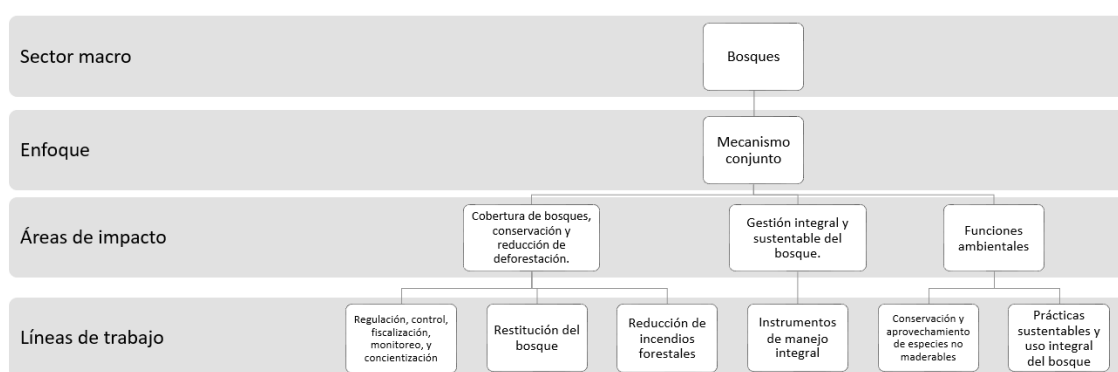 Sector macro
Bosques
Enfoque
Mecanismo
conjunto
Áreas de impacto
Cobertura de bosques,
conservación y
reducción de
deforestación.
Gestión integral y
sustentable del
bosque.
Funciones
ambientales
Líneas de trabajo
Regulación, control,
fiscalización,
monitoreo, y
concientización
Restitución del
bosque
Reducción de
incendios
forestales
Instrumentos
de manejo
integral
Conservación y
aprovechamiento
de especies no
maderables
Prácticas
sustentables y
uso integral
del bosque